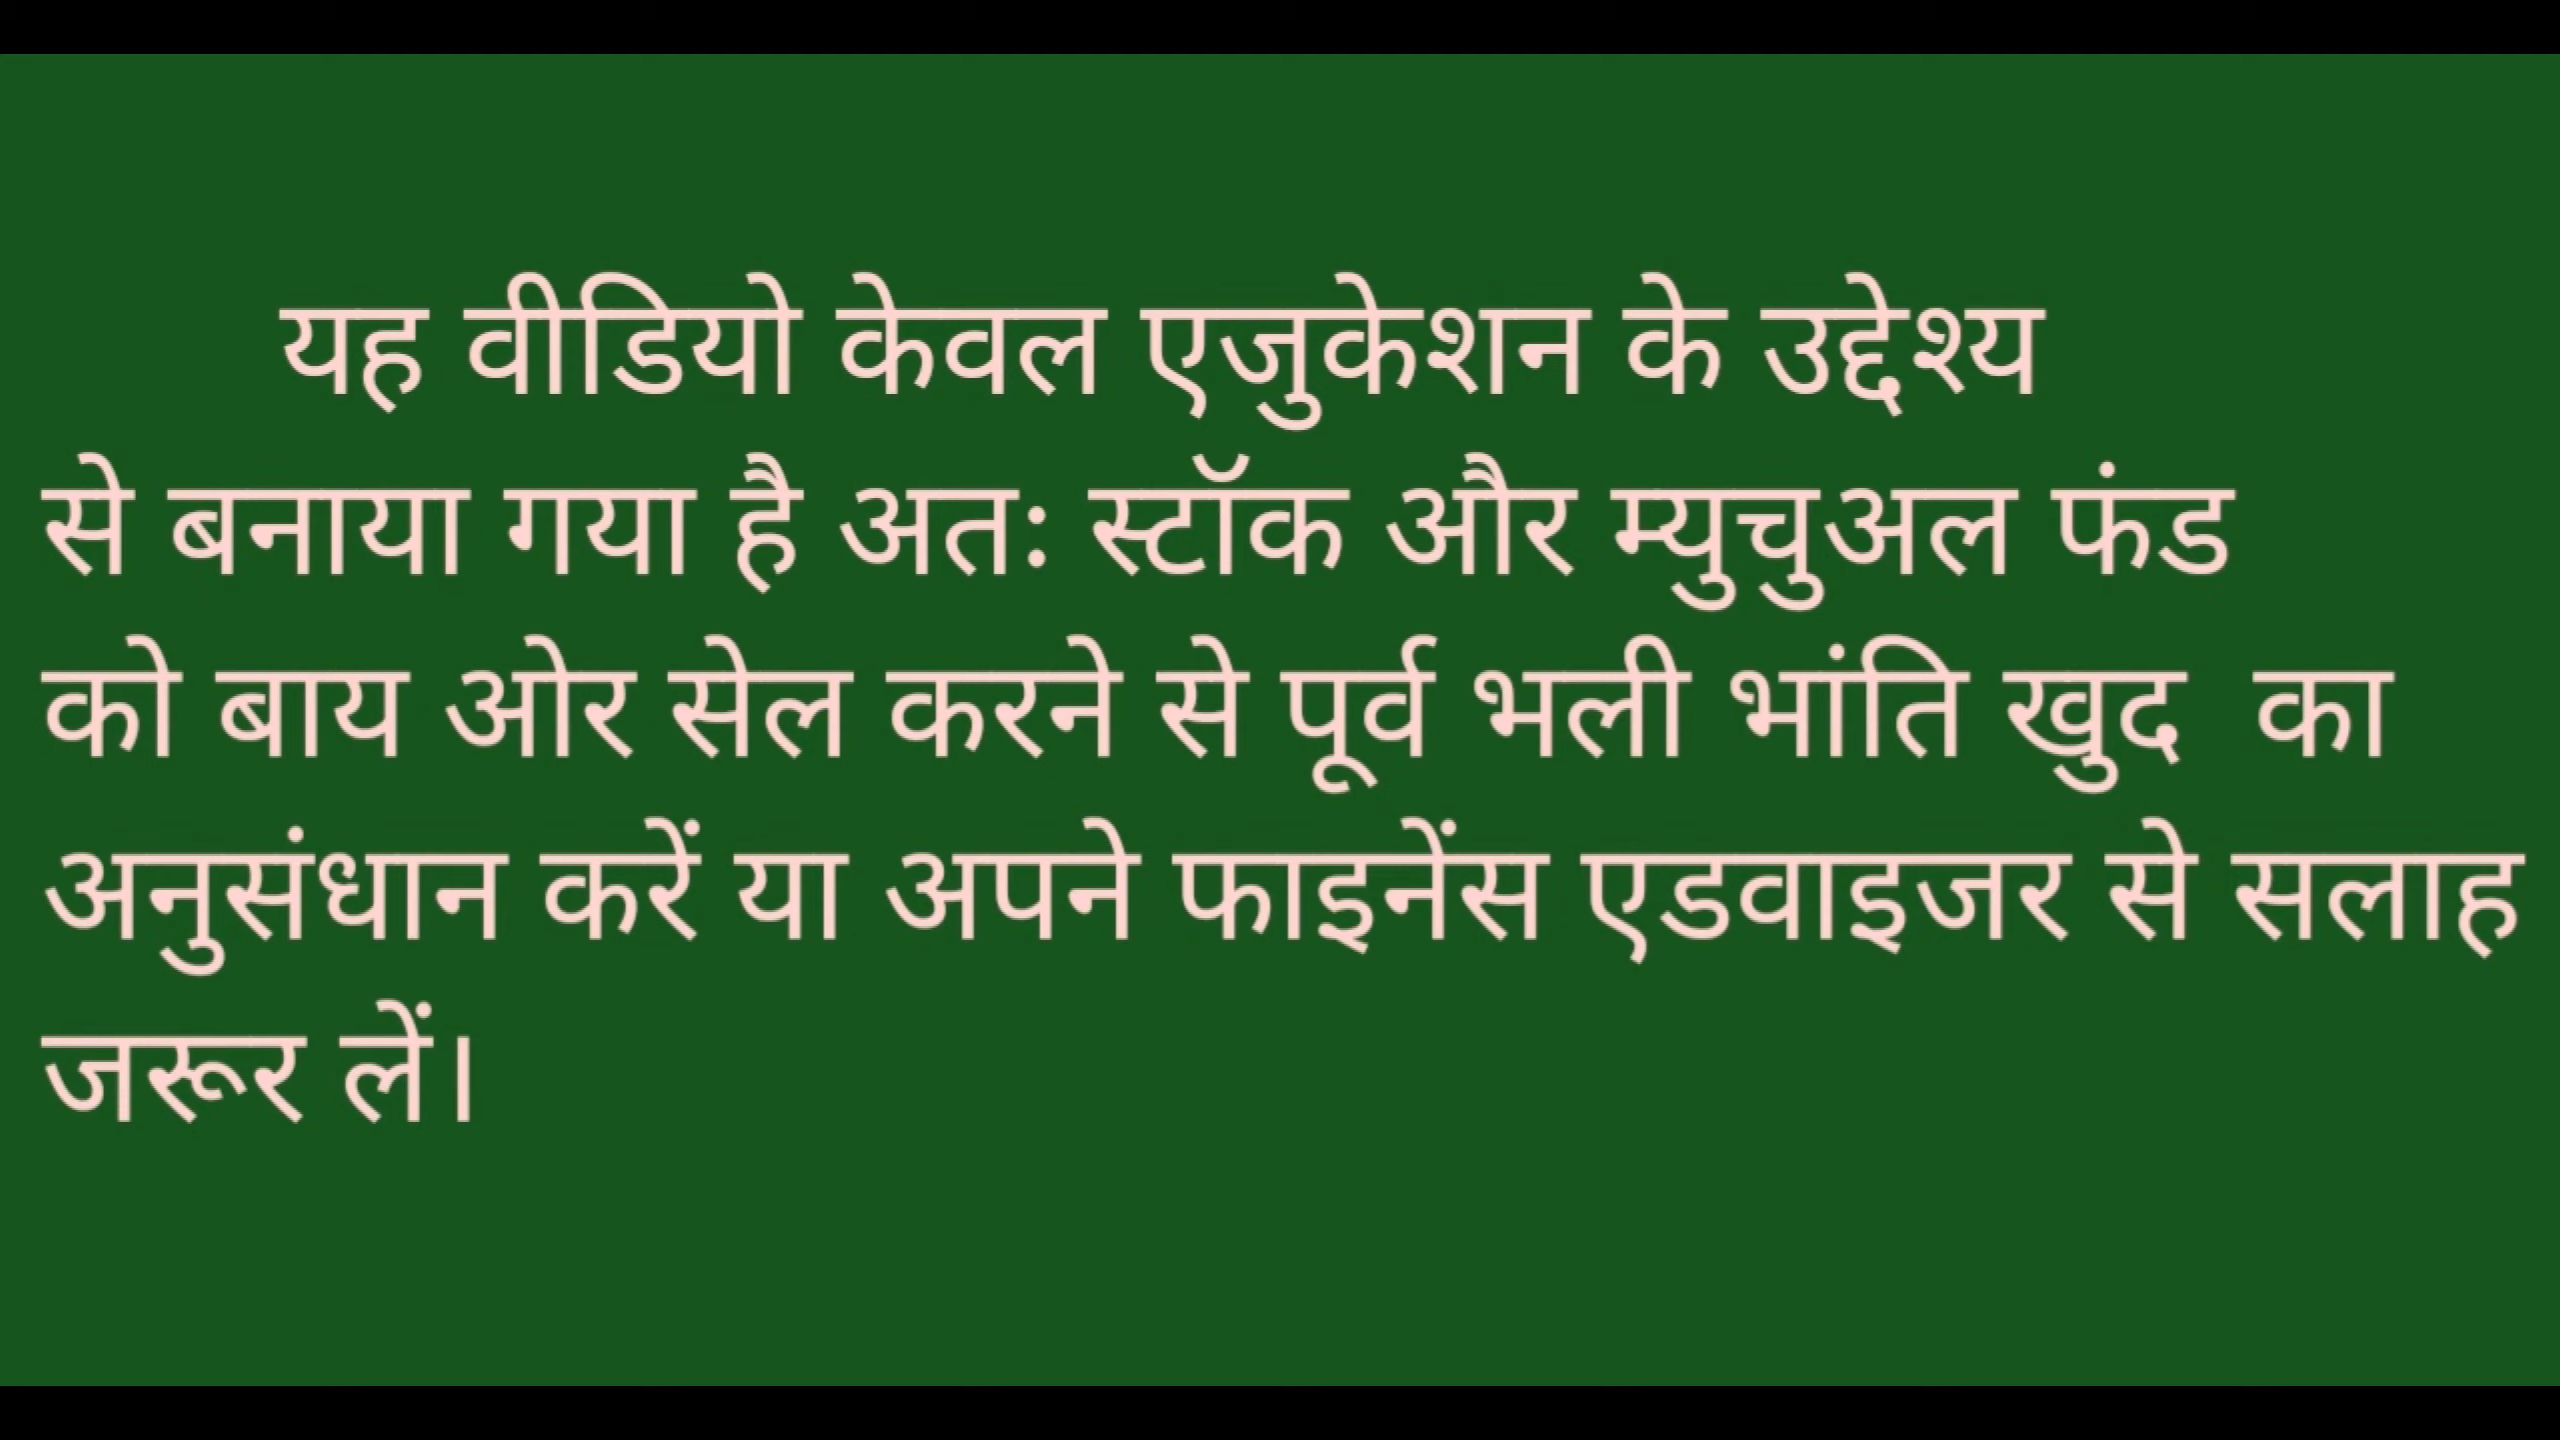 यह वीडियो केवल एजुकेशन के उद्देश्य
से बनाया गया है अतः स्टॉक और म्युचुअल फंड
को बाय ओर सेल करने से पूर्व भली भांति खुद  का
अनुसंधान करें या अपने फाइनेंस एडवाइजर से सलाह
जरूर लें।